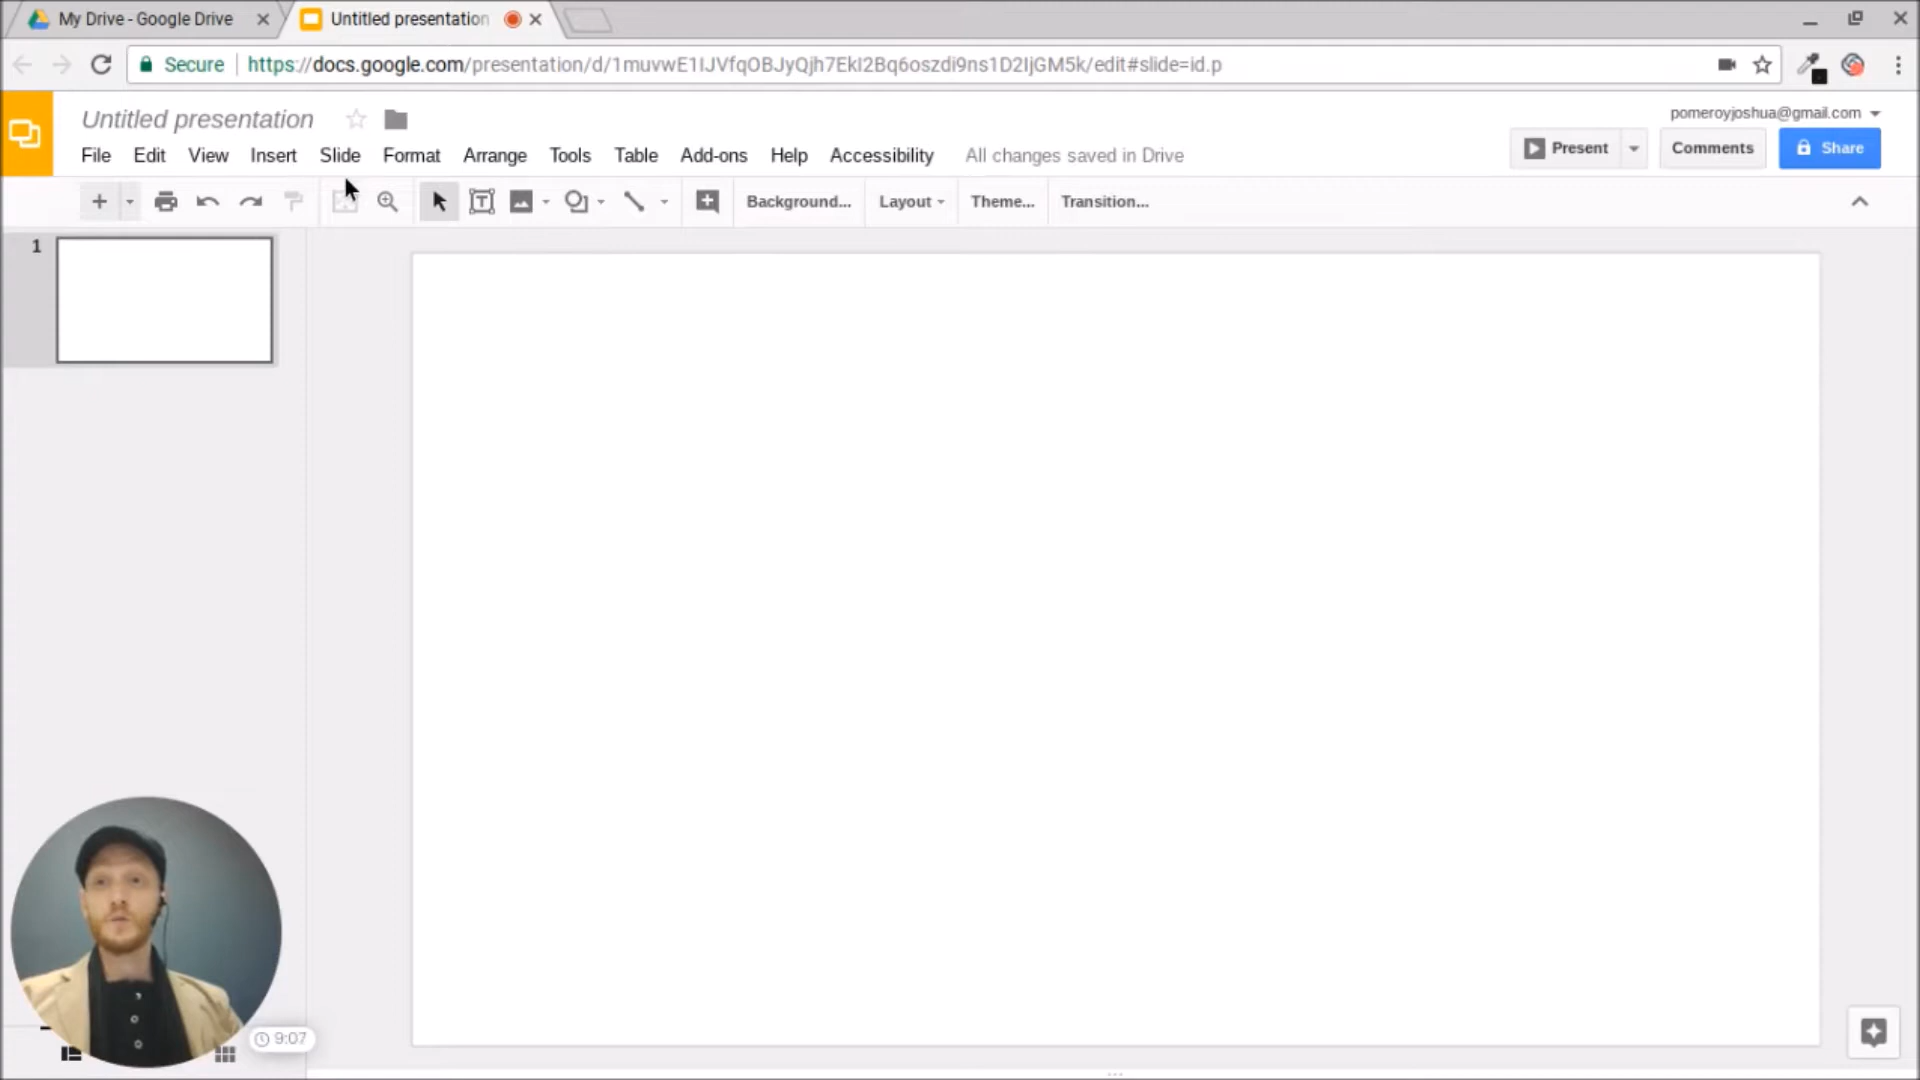 My Drive - Google Drive
Untitled presentation
Secure
https://docs.google.com/presentation/d/1muvwE1IJVfqOBJyQjh7EkI2Bq6oszdi9ns1D2IjGM5k/edit#slide=id.p
Untitled presentation
pomeroyjoshua@gmail.com
File Edit View Insert Slide Format Arrange Tools Table Add-ons Help Accessibility All changes saved in Drive
Present Comments Share
Background... Layout Theme... Transition...
1
9:07